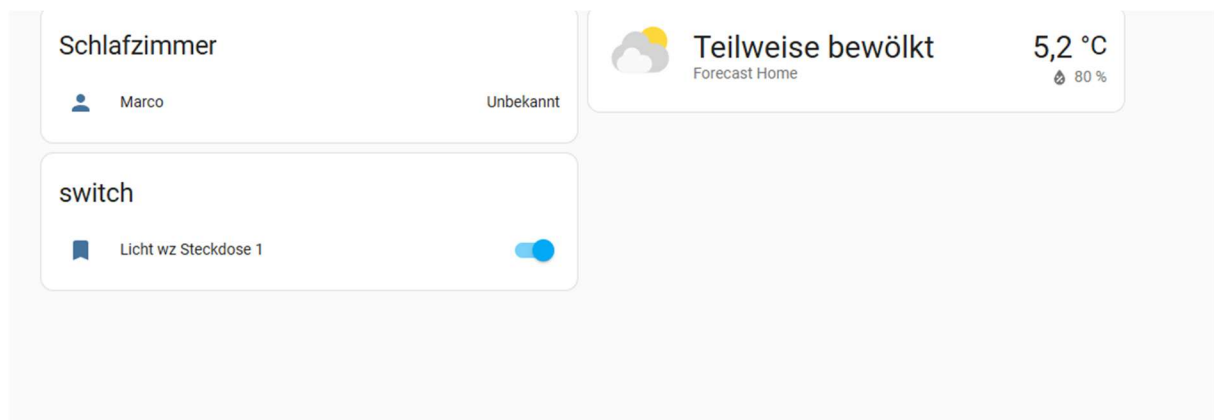 Schlafzimmer
Marco
Unbekannt
switch
Licht wz Steckdose 1
Teilweise bewölkt
Forecast Home
5,2 °C
80 %